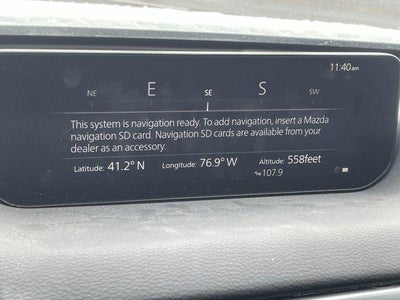 11:40am
NE E SE S SW
This system is navigation ready. To add navigation, insert a Mazda
navigation SD card. Navigation SD cards are available from your
dealer as an accessory.
Latitude: 41.2° N Longitude: 76.9° W Altitude: 558feet
107.9